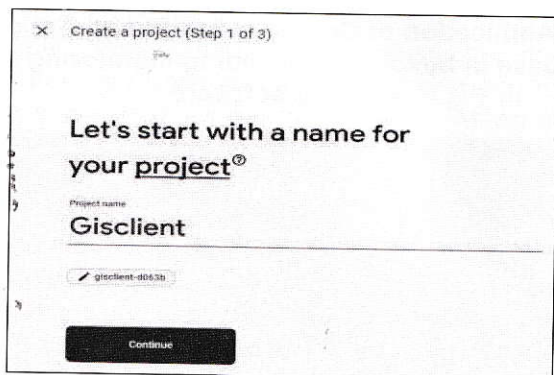 × Create a project (Step 1 of 3)
Let's start with a name for
your project?
Project name
Gisclient
gisclient-d063b
Continue